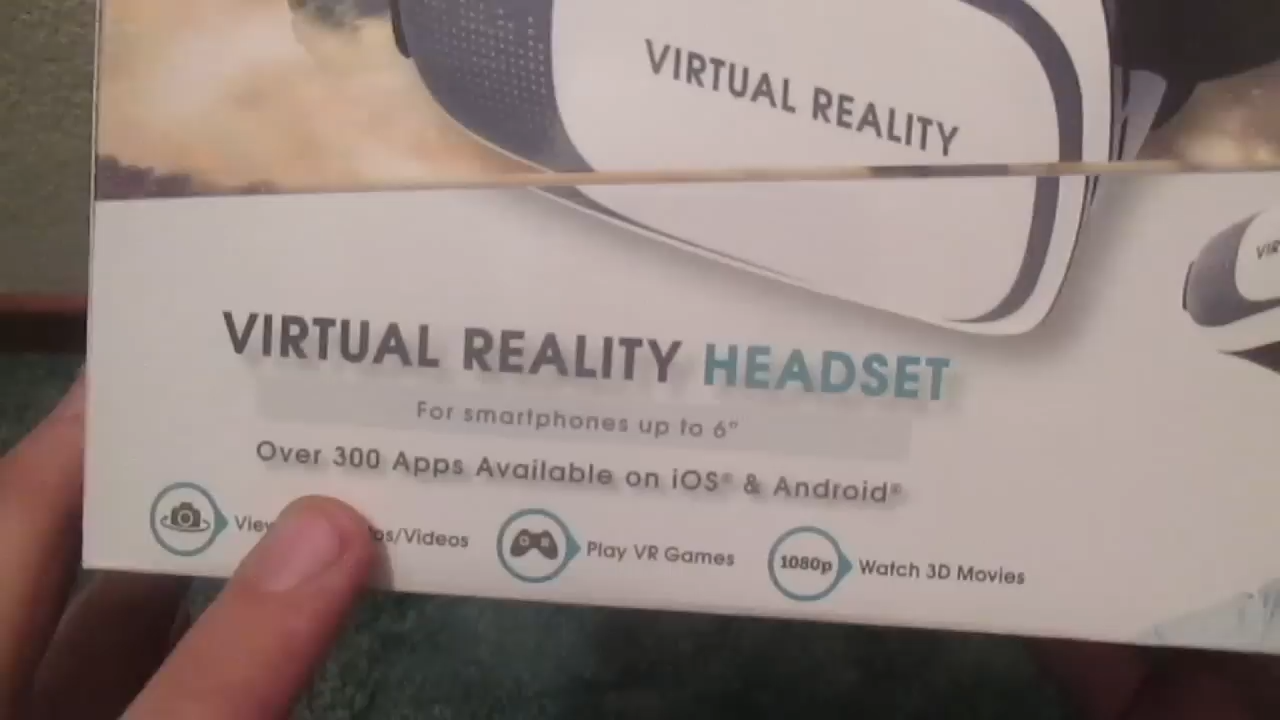 VIRTUAL REALITY
VIRTUAL REALITY HEADSET
For smartphones up to 6"
Over 300 Apps Available on iOS® & Android®
/Videos
Play VR Games
1080p
Watch 3D Movies